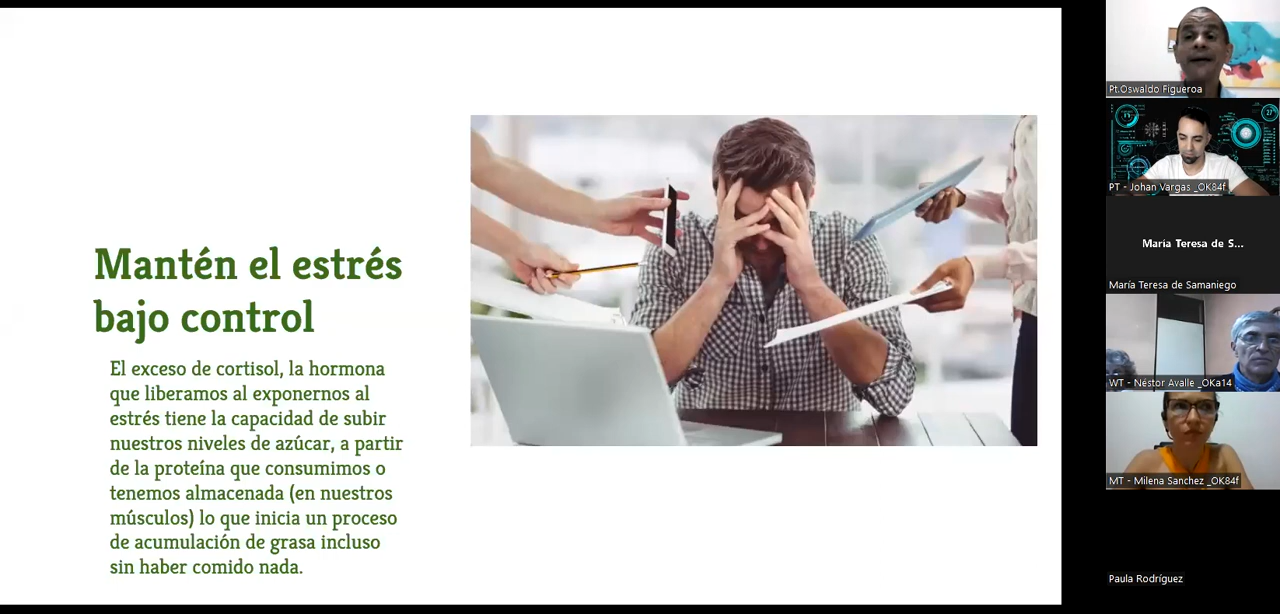 Mantén el estrés
bajo control
El exceso de cortisol, la hormona
que liberamos al exponernos al
estrés tiene la capacidad de subir
nuestros niveles de azúcar, a partir
de la proteína que consumimos o
tenemos almacenada (en nuestros
músculos) lo que inicia un proceso
de acumulación de grasa incluso
sin haber comido nada.
Pt.Oswaldo Figueroa
27°
PT - Johan Vargas _OK84f
María Teresa de S...
María Teresa de Samaniego
WT - Néstor Avalle _OKa14
MT - Milena Sanchez _OK84f
Paula Rodríguez